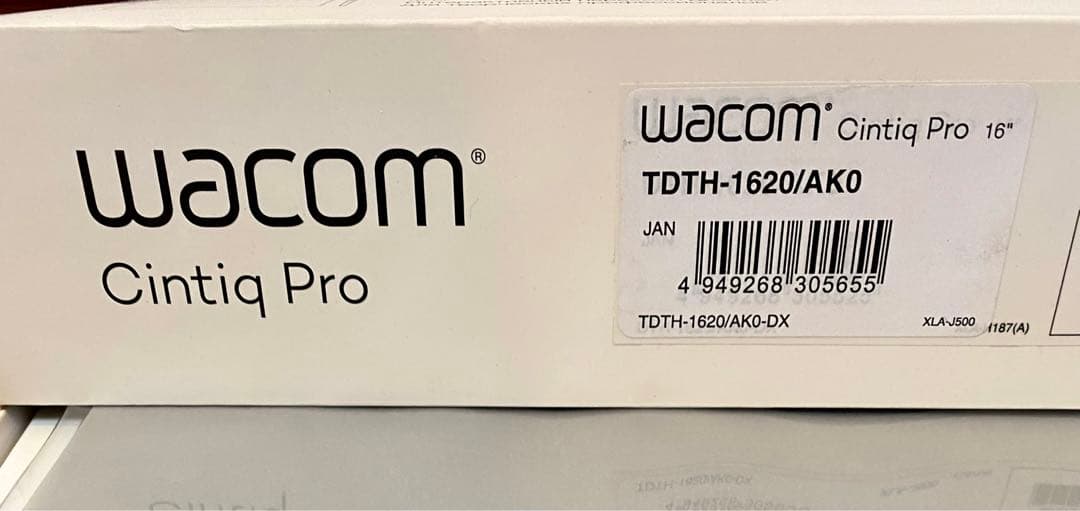 wacom®
Cintiq Pro
wacom® Cintiq Pro 16"
TDTH-1620/AK0
JAN
4 949268 305655
TDTH-1620/AK0-DX
XLA-J500
1187(A)